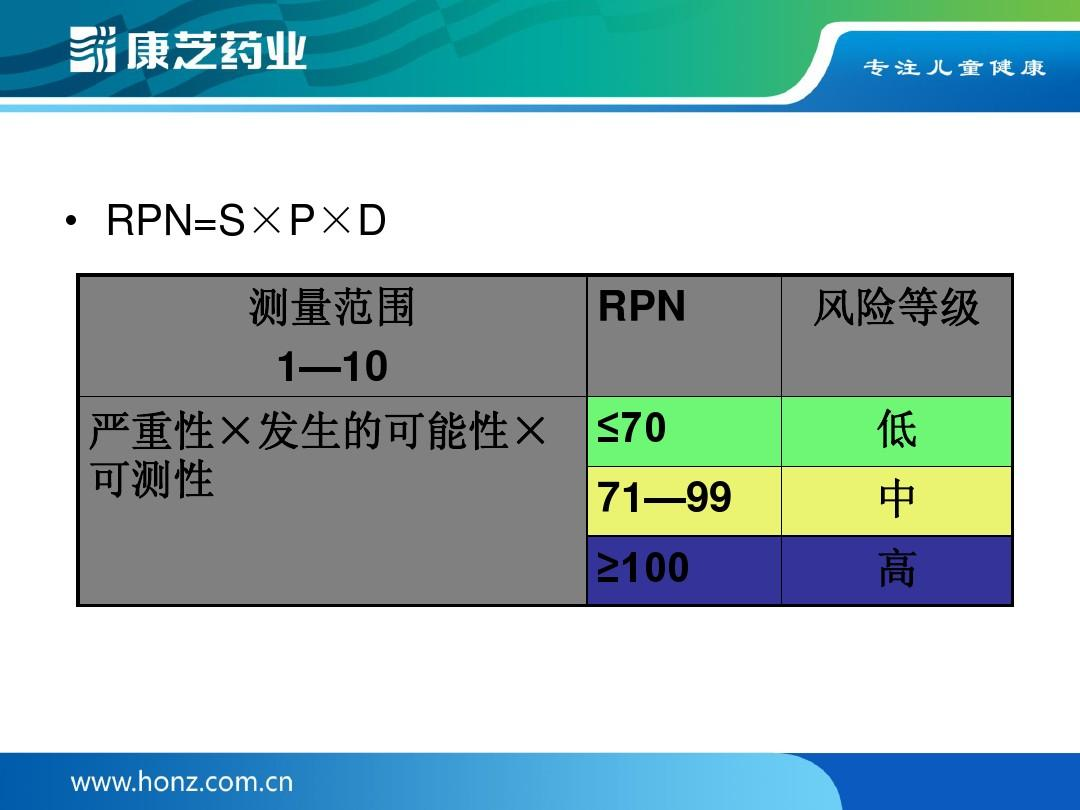 康芝药业
专注儿童健康
• RPN=S×P×D
测量范围
1—10
RPN
风险等级
严重性×发生的可能性×
可测性
≤70
低
71—99
中
≥100
高
www.honz.com.cn